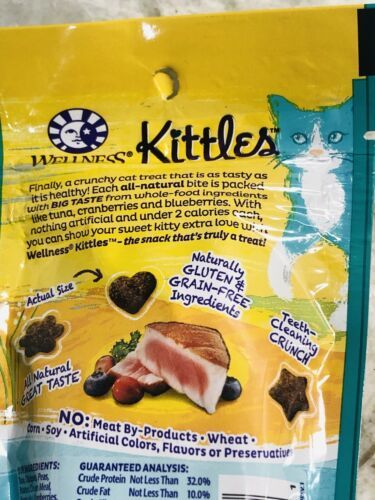 Kittles™
WELLNESS®
Finally, a crunchy cat treat that is as tasty as
it is healthy! Each all-natural bite is packed
with BIG TASTE from whole-food ingredients
like tuna, cranberries and blueberries. With
nothing artificial and under 2 calories each,
you can show your sweet kitty extra love with
Wellness® Kittles™- the snack that's truly a treat!
Actual Size
Naturally
GLUTEN &
GRAIN-FREE
Ingredients
Teeth-
Cleaning
CRUNCH
All Natural
GREAT TASTE
NO: Meat By-Products • Wheat •
Corn • Soy • Artificial Colors, Flavors or Preservatives
INGREDIENTS:
Peas,
Meal,
GUARANTEED ANALYSIS:
Crude Protein Not Less Than 32.0%
Crude Fat Not Less Than 10.0%